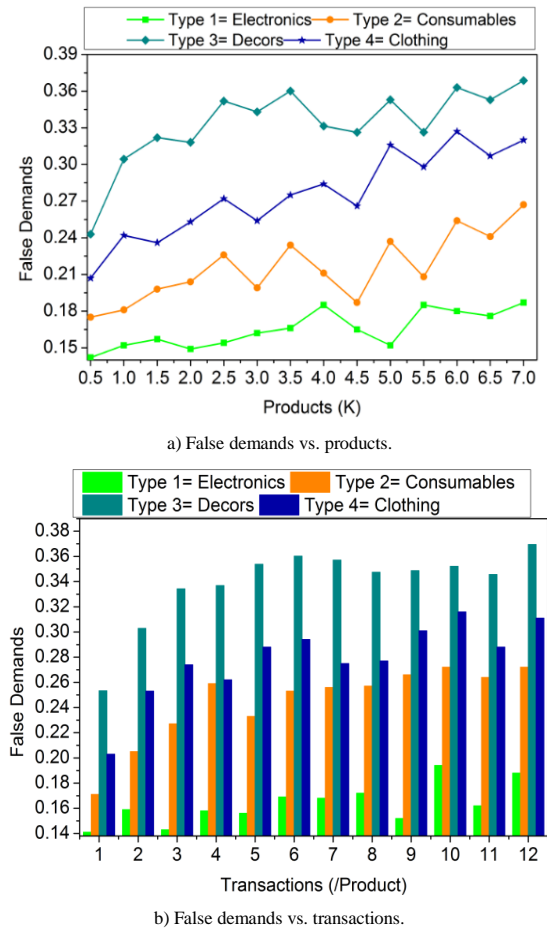 Type 1= Electronics Type 2= Consumables
Type 3= Decors Type 4= Clothing
0.39
0.36
0.33
0.30
0.27
0.24
0.21
0.18
0.15
False Demands
0.5 1.0 1.5 2.0 2.5 3.0 3.5 4.0 4.5 5.0 5.5 6.0 6.5 7.0
Products (K)
a) False demands vs. products.
Type 1= Electronics Type 2= Consumables
Type 3= Decors Type 4= Clothing
0.38
0.36
0.34
0.32
0.30
0.28
0.26
0.24
0.22
0.20
0.18
0.16
0.14
False Demands
1 2 3 4 5 6 7 8 9 10 11 12
Transactions (/Product)
b) False demands vs. transactions.